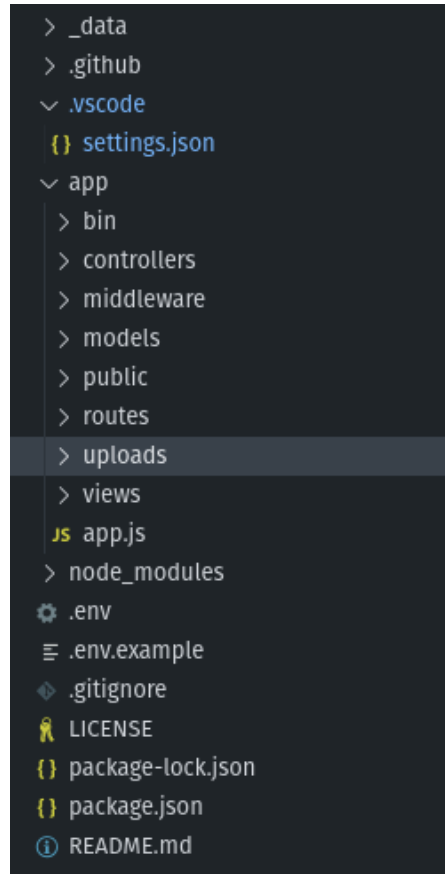 _data
.github
.vscode
{} settings.json
app
bin
controllers
middleware
models
public
routes
uploads
views
JS app.js
node_modules
.env
.env.example
.gitignore
LICENSE
{} package-lock.json
{} package.json
README.md